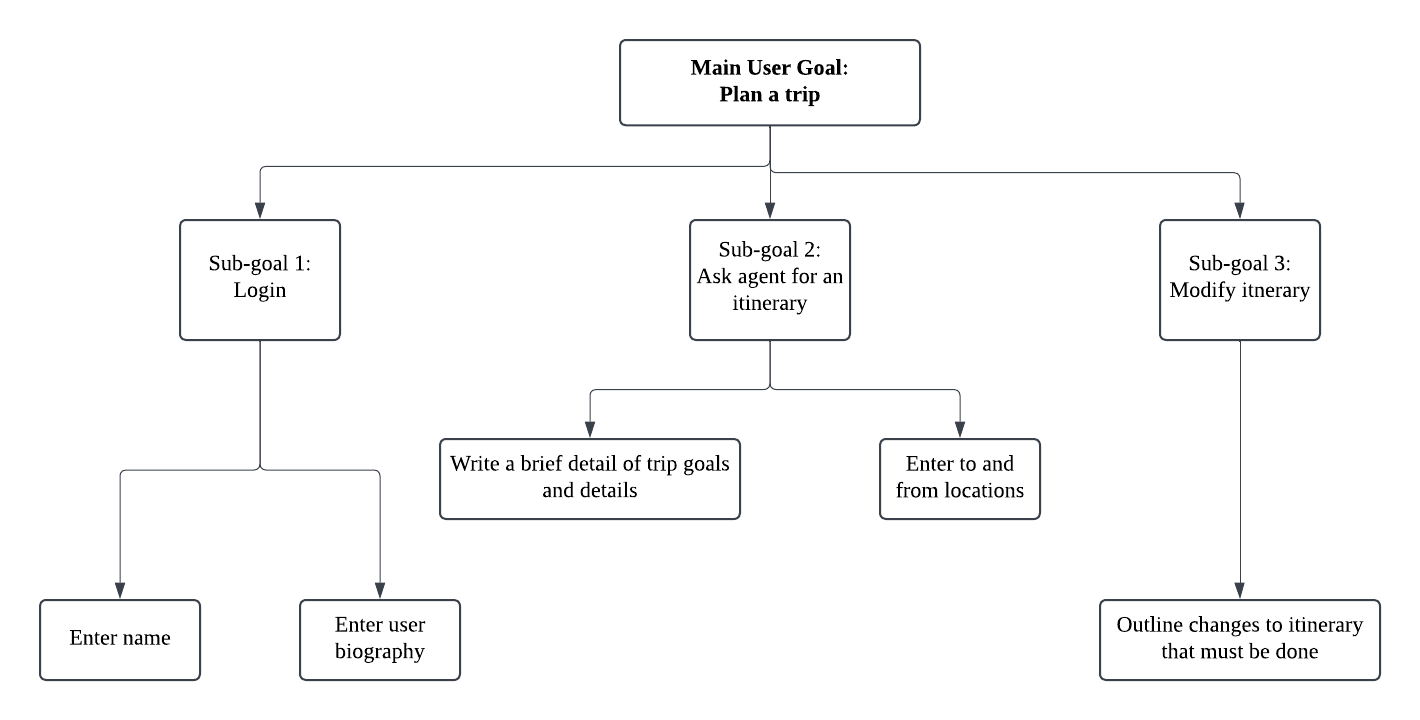 Main User Goal:
Plan a trip
Sub-goal 1:
Login
Sub-goal 2:
Ask agent for an
itinerary
Sub-goal 3:
Modify itnerary
Write a brief detail of trip goals
and details
Enter to and
from locations
Enter name
Enter user
biography
Outline changes to itinerary
that must be done